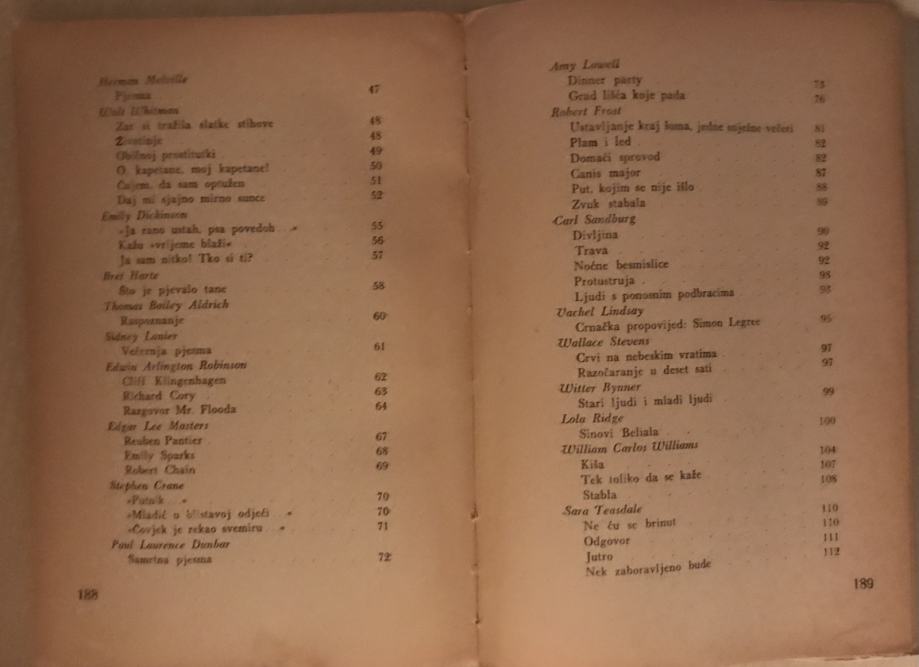 Herman Melville
Pjesma 47
Walt Whitman
Zar si tražila slatke stihove 48
Životinje 48
Običnoj prostitutki 49
O, kapetane, moj kapetane! 50
Čujem, da sam optužen 51
Daj mi sjajno mirno sunce 52
Emily Dickinson
»Ja rano ustah, psa povedoh . . .« 55
Kažu »vrijeme blaži« 56
Ja sam nitko! Tko si ti? 57
Bret Harte
Što je pjevalo tane 58
Thomas Bailey Aldrich
Raspoznanje 60
Sidney Lanier
Večernja pjesma 61
Edwin Arlington Robinson
Cliff Klingenhagen 62
Richard Cory 63
Razgovor Mr. Flooda 64
Edgar Lee Masters
Reuben Pantier 67
Emily Sparks 68
Robert Chain 69
Stephen Crane
»Putnik . . .« 70
»Mladić u blistavoj odjeći . . .« 70
»Čovjek je rekao svemiru . . .« 71
Paul Laurence Dunbar
Samrtna pjesma 72
188
Amy Lowell
Dinner party 75
Grad lišća koje pada 76
Robert Frost
Ustavljanje kraj šuma, jedne snježne večeri 81
Plam i led 82
Domaći sprovod 82
Canis major 87
Put, kojim se nije išlo 88
Zvuk stabala 89
Carl Sandburg
Divljina 90
Trava 92
Noćne besmislice 92
Protustruja 93
Ljudi s ponosnim podbracima 93
Vachel Lindsay
Crnačka propovijed: Simon Legree 95
Wallace Stevens
Crvi na nebeskim vratima 97
Razočaranje u deset sati 97
Witter Bynner
Stari ljudi i mladi ljudi 99
Lola Ridge
Sinovi Beliala 100
William Carlos Williams
Kiša 104
Tek toliko da se kaže 107
Stabla 108
Sara Teasdale
Ne ću se brinut 110
Odgovor 110
Jutro 111
Nek zaboravljeno bude 112
189